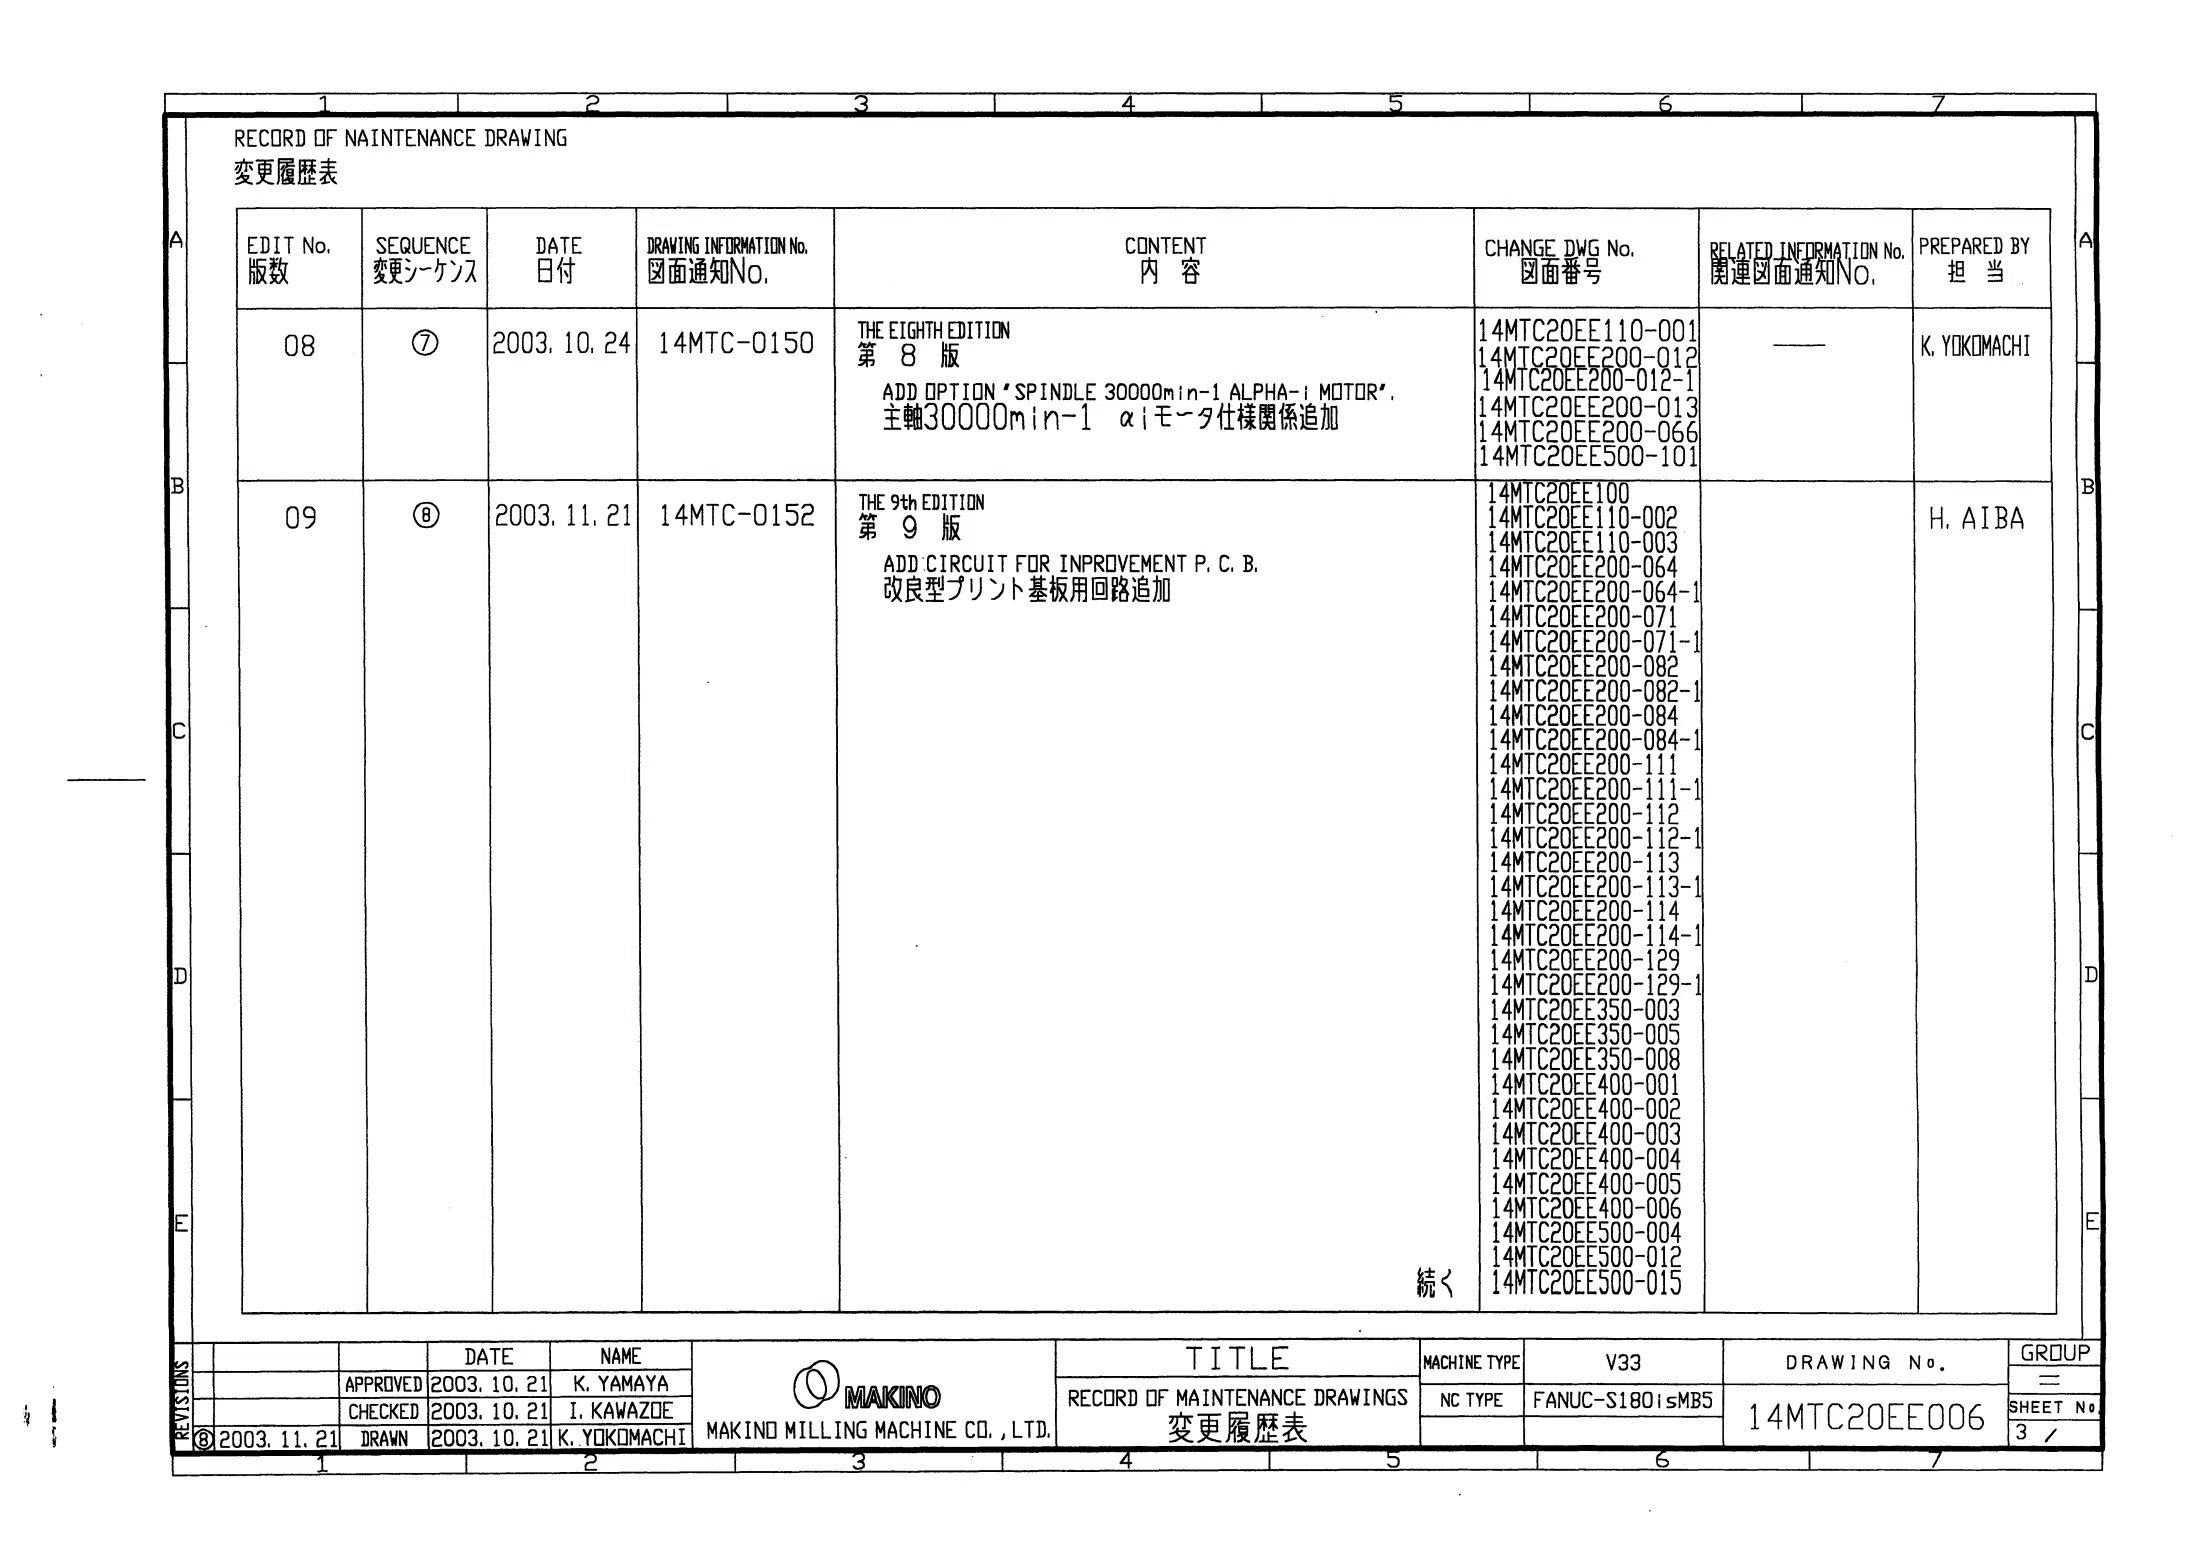 1 2 3 4 5 6 7
RECORD OF NAINTENANCE DRAWING
変更履歴表
A A
EDIT No. SEQUENCE DATE DRAWING INFORMATION No. CONTENT CHANGE DWG No. RELATED INFORMATION No. PREPARED BY
版数 変更シーケンス 日付 図面通知No. 内 容 図面番号 関連図面通知No. 担 当
08 ⑦ 2003. 10. 24 14MTC-0150 THE EIGHTH EDITION 14MTC20EE110-001 K. YOKOMACHI
第 8 版 14MTC20EE200-012
14MTC20EE200-012-1
ADD OPTION "SPINDLE 30000min-1 ALPHA-i MOTOR". 14MTC20EE200-013
主軸30000min-1 αiモータ仕様関係追加 14MTC20EE200-066
14MTC20EE500-101
B B
09 ⑧ 2003. 11. 21 14MTC-0152 THE 9th EDITION 14MTC20EE100 H. AIBA
第 9 版 14MTC20EE110-002
14MTC20EE110-003
ADD CIRCUIT FOR INPROVEMENT P. C. B. 14MTC20EE200-064
改良型プリント基板用回路追加 14MTC20EE200-064-1
14MTC20EE200-071
14MTC20EE200-071-1
14MTC20EE200-082
14MTC20EE200-082-1
14MTC20EE200-084
C C
14MTC20EE200-084-1
14MTC20EE200-111
14MTC20EE200-111-1
14MTC20EE200-112
14MTC20EE200-112-1
14MTC20EE200-113
14MTC20EE200-113-1
14MTC20EE200-114
14MTC20EE200-114-1
14MTC20EE200-129
D D
14MTC20EE200-129-1
14MTC20EE350-003
14MTC20EE350-005
14MTC20EE350-008
14MTC20EE400-001
14MTC20EE400-002
14MTC20EE400-003
14MTC20EE400-004
14MTC20EE400-005
14MTC20EE400-006
E E
14MTC20EE500-004
14MTC20EE500-012
続く 14MTC20EE500-015
REVISIONS
DATE NAME
APPROVED 2003. 10. 21 K. YAMAYA
CHECKED 2003. 10. 21 I. KAWAZOE
⑧ 2003. 11. 21 DRAWN 2003. 10. 21 K. YOKOMACHI
MAKINO
MAKINO MILLING MACHINE CO. , LTD.
TITLE
RECORD OF MAINTENANCE DRAWINGS
変更履歴表
MACHINE TYPE V33
NC TYPE FANUC-S180isMB5
DRAWING No.
14MTC20EE006
GROUP
=
SHEET No.
3 /
1 2 3 4 5 6 7